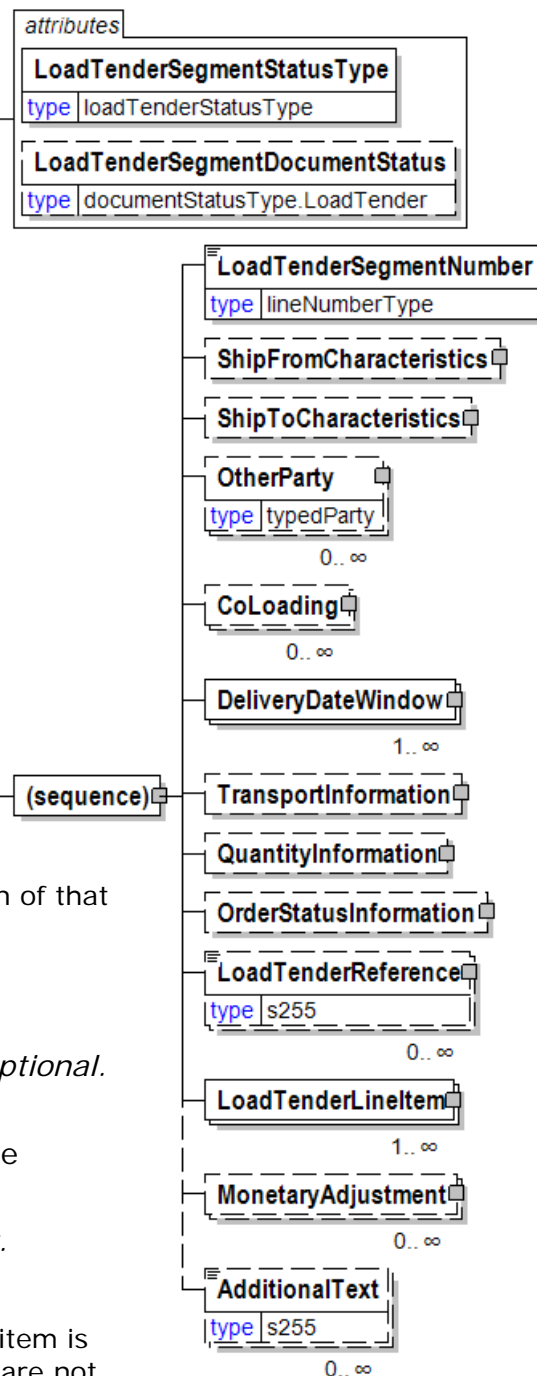 attributes
LoadTenderSegmentStatusType
type loadTenderStatusType
LoadTenderSegmentDocumentStatus
type documentStatusType.LoadTender
LoadTenderSegmentNumber
type lineNumberType
ShipFromCharacteristics
ShipToCharacteristics
OtherParty
type typedParty
0.. ∞
CoLoading
0.. ∞
DeliveryDateWindow
1.. ∞
(sequence)
TransportInformation
QuantityInformation
n of that
OrderStatusInformation
LoadTenderReference
type s255
0.. ∞
ptional.
LoadTenderLineItem
1.. ∞
e
MonetaryAdjustment
0.. ∞
.
AdditionalText
type s255
0.. ∞
item is
are not